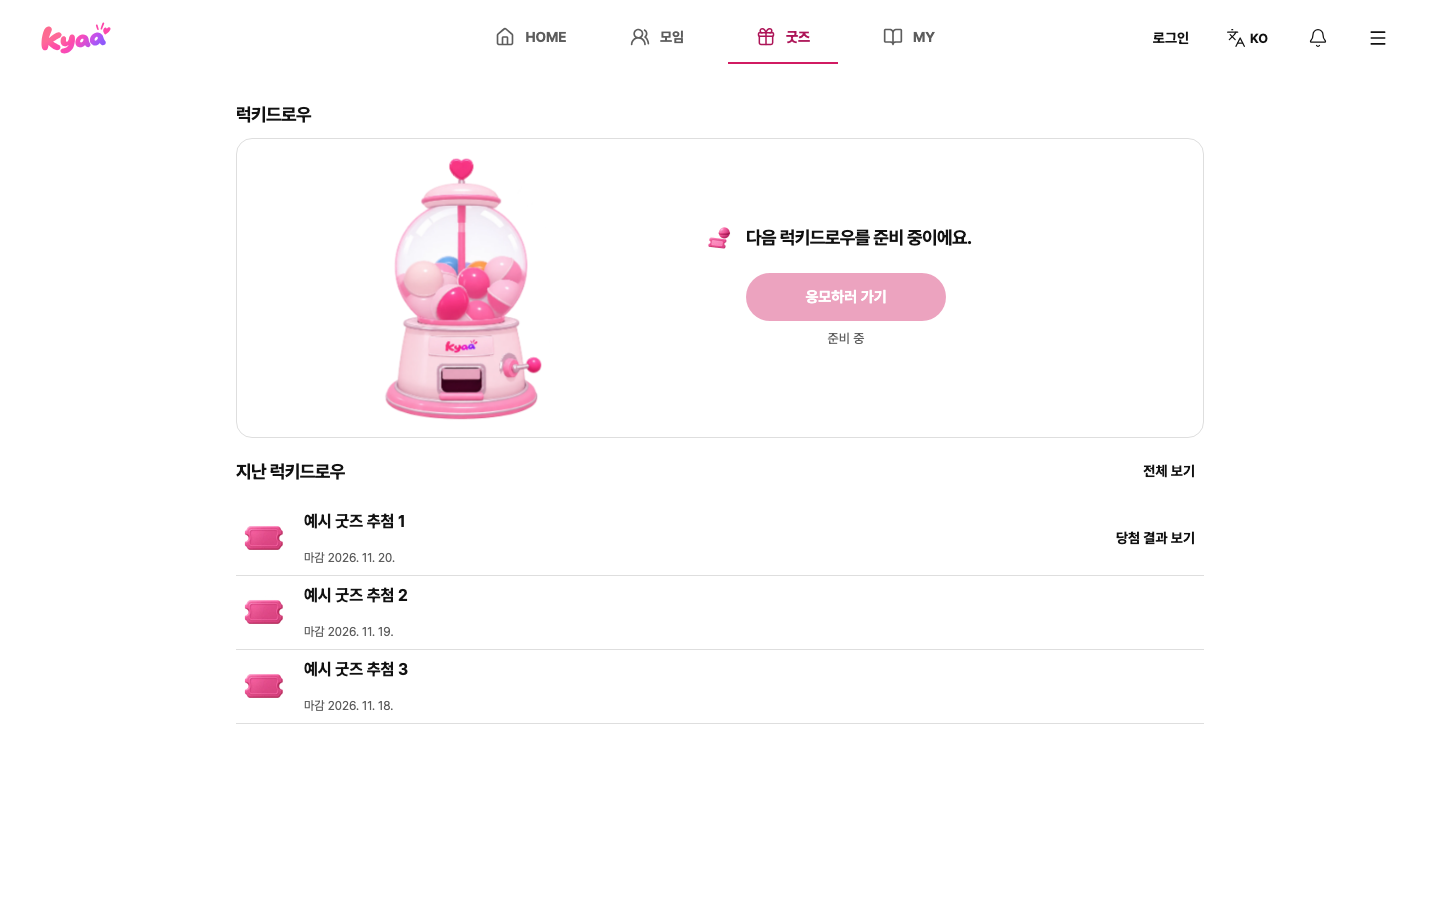 kyaa
HOME
모임
굿즈
MY
로그인
KO
럭키드로우
kyaa
다음 럭키드로우를 준비 중이에요.
응모하러 가기
준비 중
지난 럭키드로우
전체 보기
예시 굿즈 추첨 1
마감 2026. 11. 20.
당첨 결과 보기
예시 굿즈 추첨 2
마감 2026. 11. 19.
예시 굿즈 추첨 3
마감 2026. 11. 18.